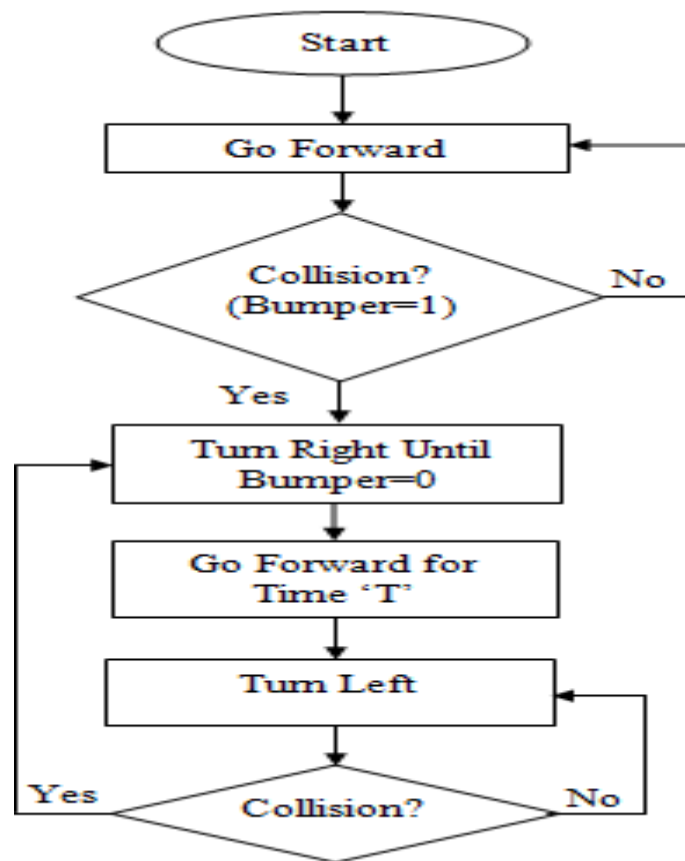 Start
Go Forward
Collision?
(Bumper=1)
No
Yes
Turn Right Until
Bumper=0
Go Forward for
Time ‘T’
Turn Left
Yes
Collision?
No